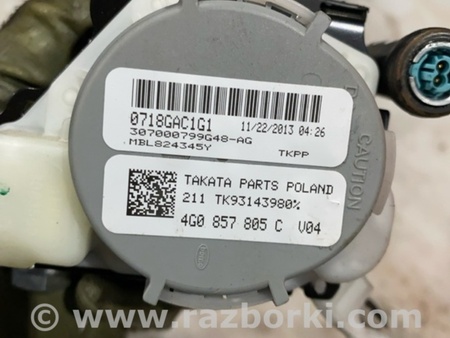 0718GAC1G1
11/22/2013 04:26
307000799G48-AG
MBL824345Y
TKPP
TAKATA PARTS POLAND
211 TK93143980%
4G0 857 805 C V04
CAUTION
www.razborki.com